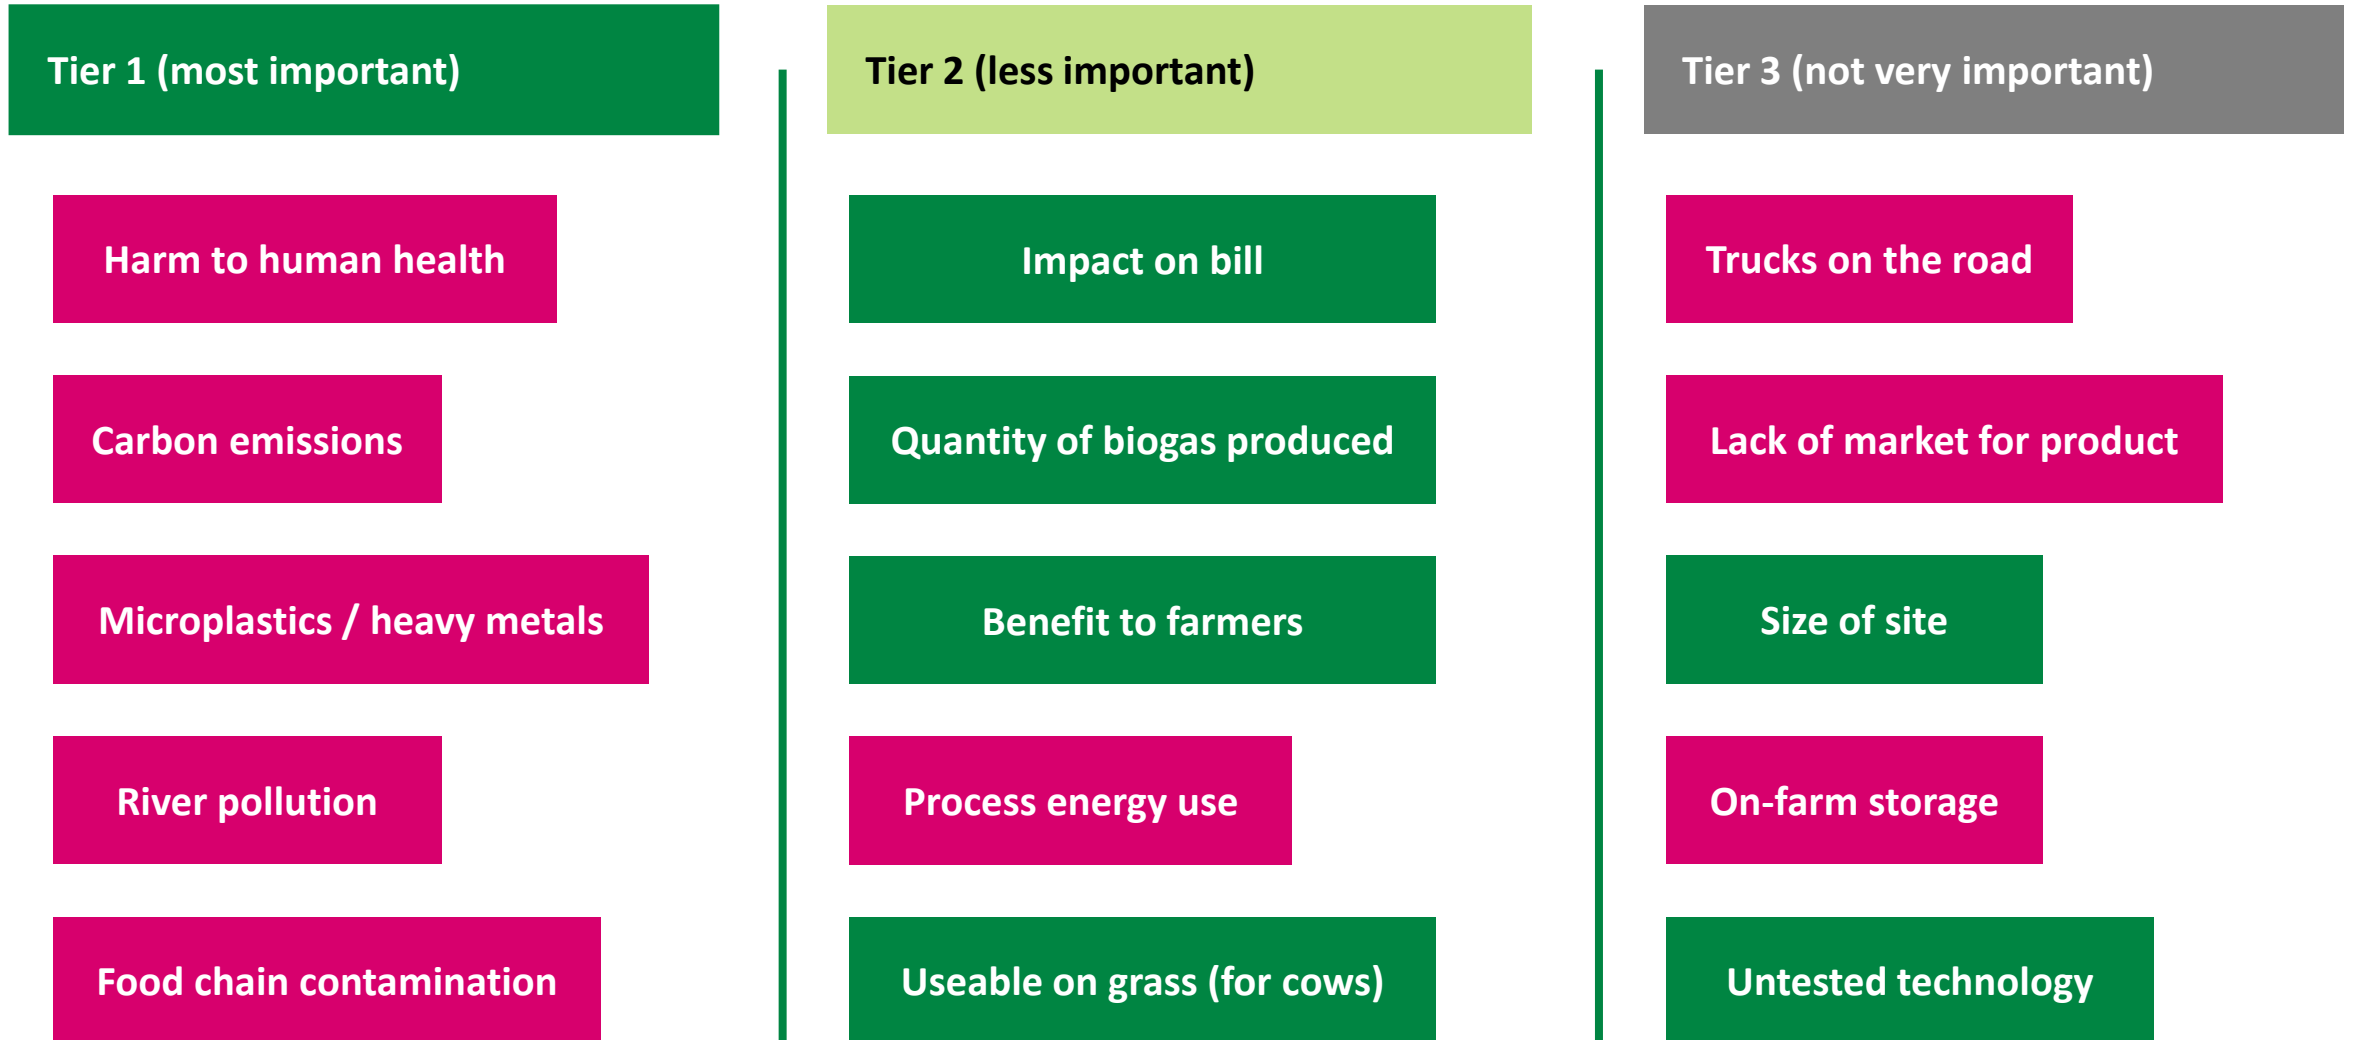 Tier 1 (most important)
Harm to human health
Carbon emissions
Microplastics / heavy metals
River pollution
Food chain contamination
Tier 2 (less important)
Impact on bill
Quantity of biogas produced
Benefit to farmers
Process energy use
Useable on grass (for cows)
Tier 3 (not very important)
Trucks on the road
Lack of market for product
Size of site
On-farm storage
Untested technology